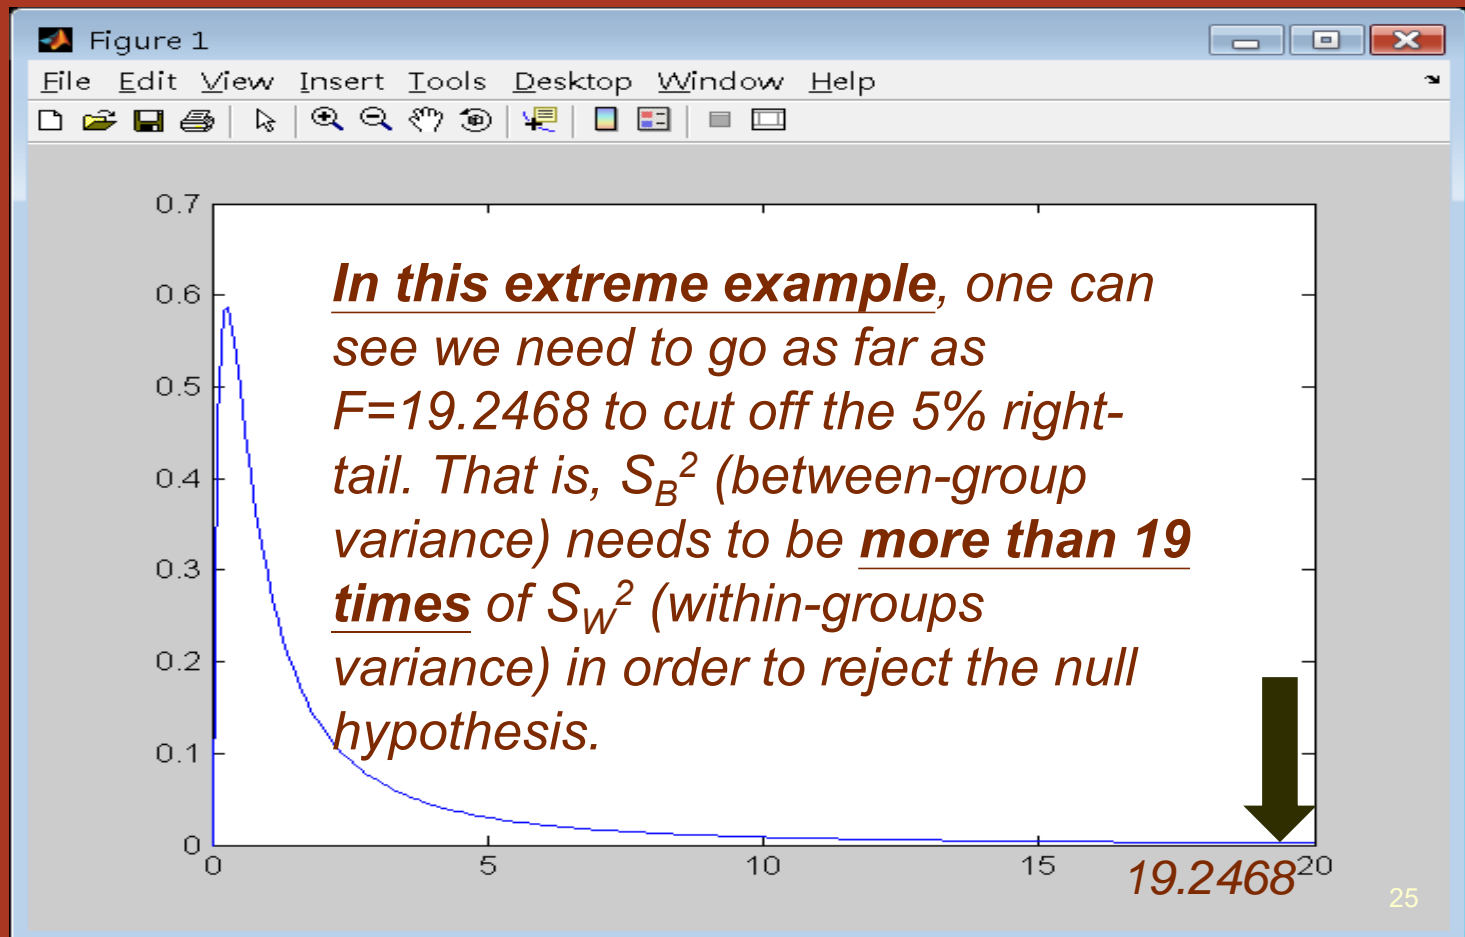 Figure 1
File Edit View Insert Tools Desktop Window Help
0.7
0.6
0.5
0.4
0.3
0.2
0.1
0
In this extreme example, one can
see we need to go as far as
F=19.2468 to cut off the 5% right-
tail. That is, S_B² (between-group
variance) needs to be more than 19
times of S_W² (within-groups
variance) in order to reject the null
hypothesis.
0 5 10 15 20
19.2468
25